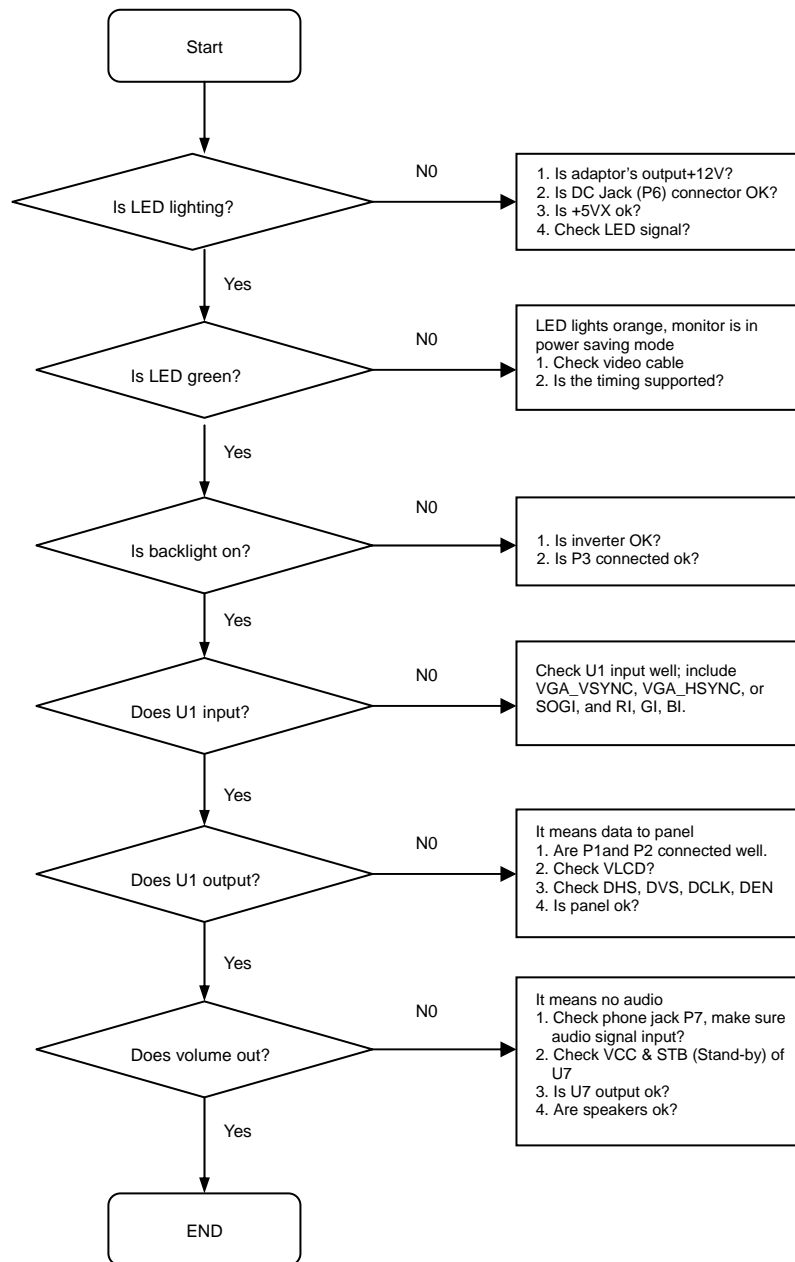 Start
Is LED lighting?
N0
1. Is adaptor's output+12V?
2. Is DC Jack (P6) connector OK?
3. Is +5VX ok?
4. Check LED signal?
Yes
Is LED green?
N0
LED lights orange, monitor is in
power saving mode
1. Check video cable
2. Is the timing supported?
Yes
Is backlight on?
N0
1. Is inverter OK?
2. Is P3 connected ok?
Yes
Does U1 input?
N0
Check U1 input well; include
VGA_VSYNC, VGA_HSYNC, or
SOGI, and RI, GI, BI.
Yes
Does U1 output?
N0
It means data to panel
1. Are P1and P2 connected well.
2. Check VLCD?
3. Check DHS, DVS, DCLK, DEN
4. Is panel ok?
Yes
Does volume out?
N0
It means no audio
1. Check phone jack P7, make sure
audio signal input?
2. Check VCC & STB (Stand-by) of
U7
3. Is U7 output ok?
4. Are speakers ok?
Yes
END